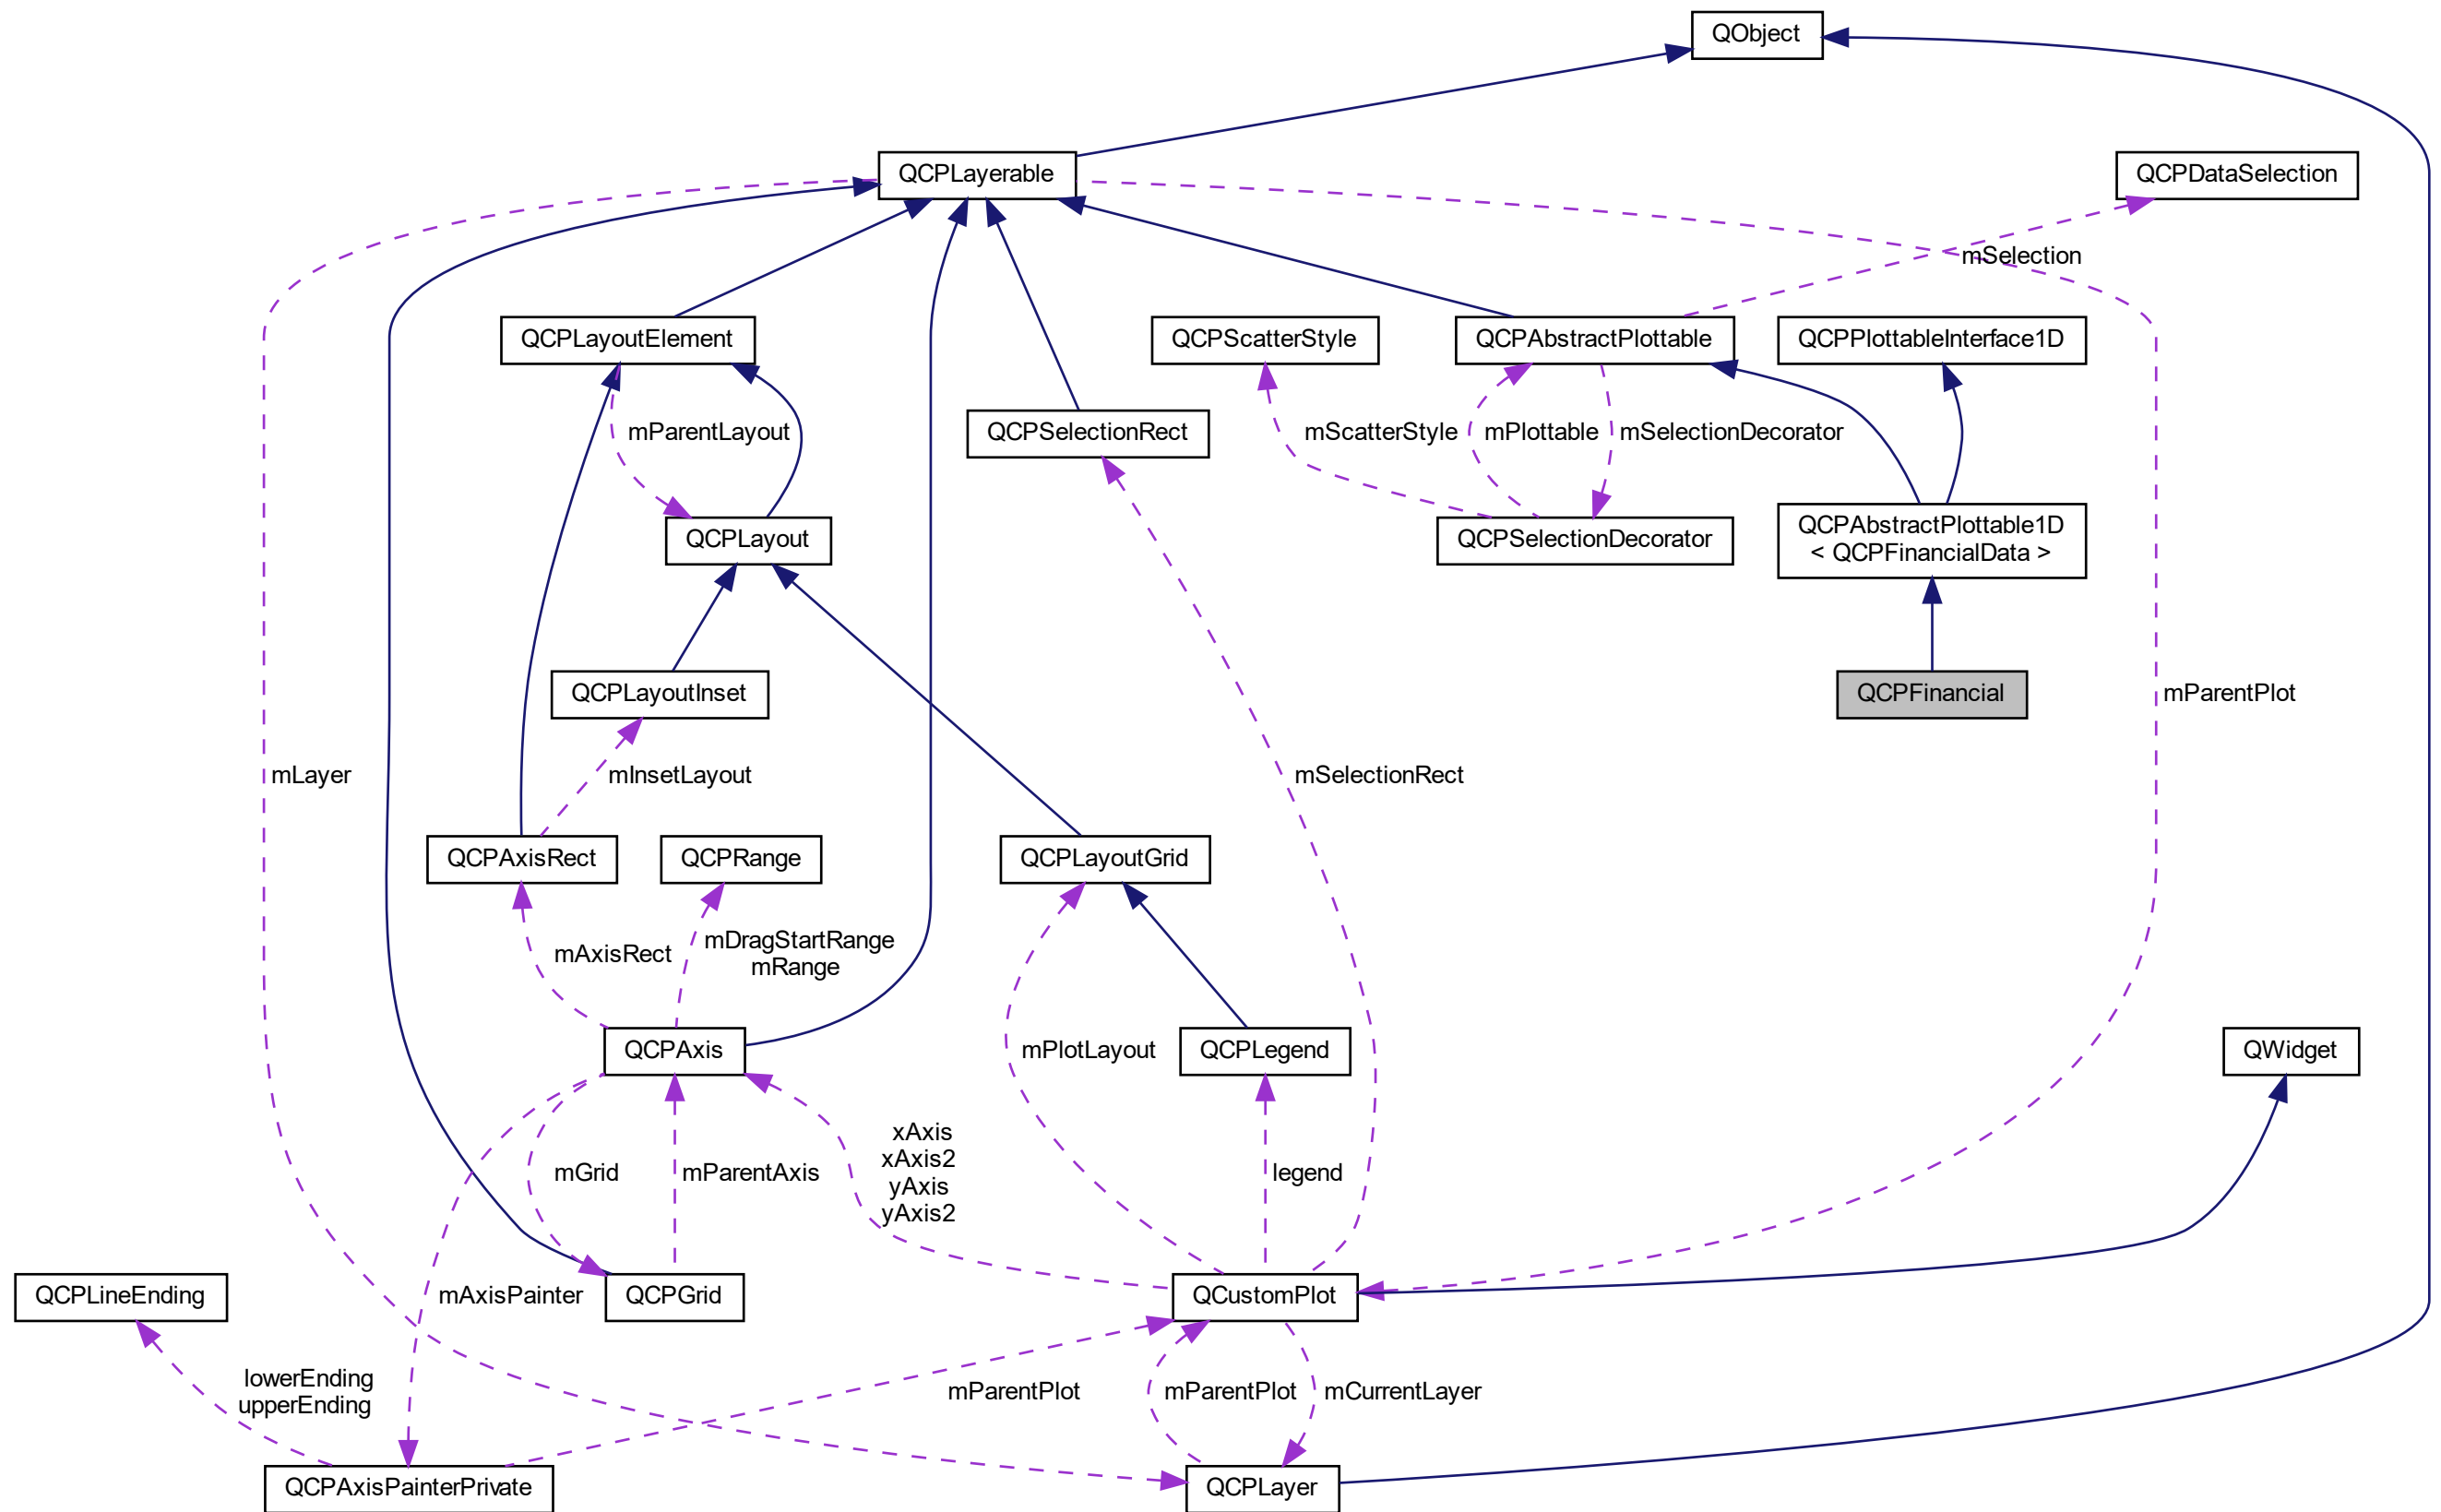 QObject
QCPLayerable
QCPDataSelection
mSelection
QCPLayoutElement
QCPScatterStyle
QCPAbstractPlottable
QCPPlottableInterface1D
mParentLayout
QCPSelectionRect
mScatterStyle
mPlottable
mSelectionDecorator
QCPLayout
QCPSelectionDecorator
QCPAbstractPlottable1D
< QCPFinancialData >
QCPLayoutInset
QCPFinancial
mParentPlot
mLayer
mInsetLayout
mSelectionRect
QCPAxisRect
QCPRange
QCPLayoutGrid
mAxisRect
mDragStartRange
mRange
QCPAxis
mPlotLayout
QCPLegend
QWidget
mGrid
mParentAxis
xAxis
xAxis2
yAxis
yAxis2
legend
QCPLineEnding
mAxisPainter
QCPGrid
QCustomPlot
lowerEnding
upperEnding
mParentPlot
mParentPlot
mCurrentLayer
QCPAxisPainterPrivate
QCPLayer